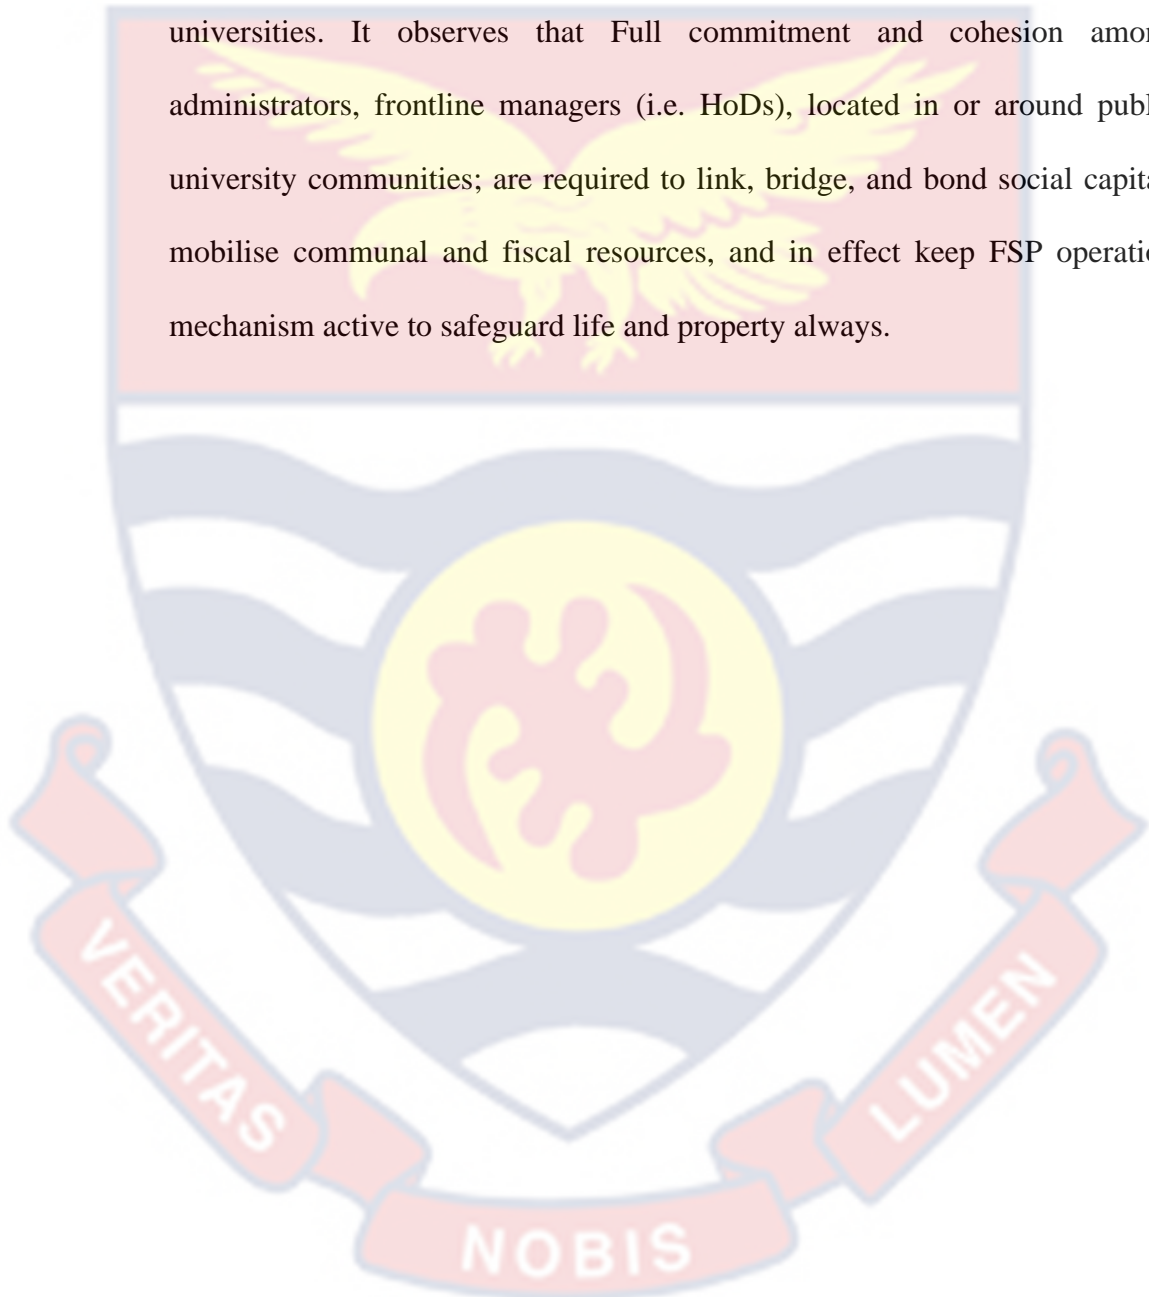 universities. It observes that Full commitment and cohesion amon
administrators, frontline managers (i.e. HoDs), located in or around publ
university communities; are required to link, bridge, and bond social capita
mobilise communal and fiscal resources, and in effect keep FSP operatio
mechanism active to safeguard life and property always.
VERITAS
NOBIS
LUMEN